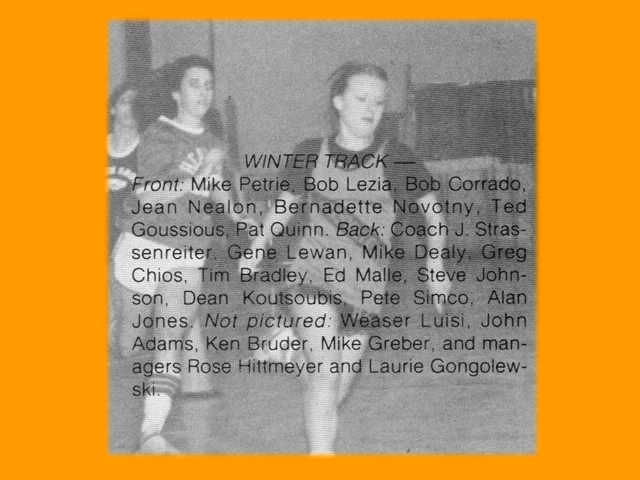 WINTER TRACK —
Front: Mike Petrie, Bob Lezia, Bob Corrado,
Jean Nealon, Bernadette Novotny, Ted
Goussious, Pat Quinn. Back: Coach J. Stras-
senreiter. Gene Lewan, Mike Dealy, Greg
Chios, Tim Bradley, Ed Malle, Steve John-
son, Dean Koutsoubis, Pete Simco, Alan
Jones. Not pictured: Weaser Luisi, John
Adams, Ken Bruder, Mike Greber, and man-
agers Rose Hittmeyer and Laurie Gongolew-
ski.